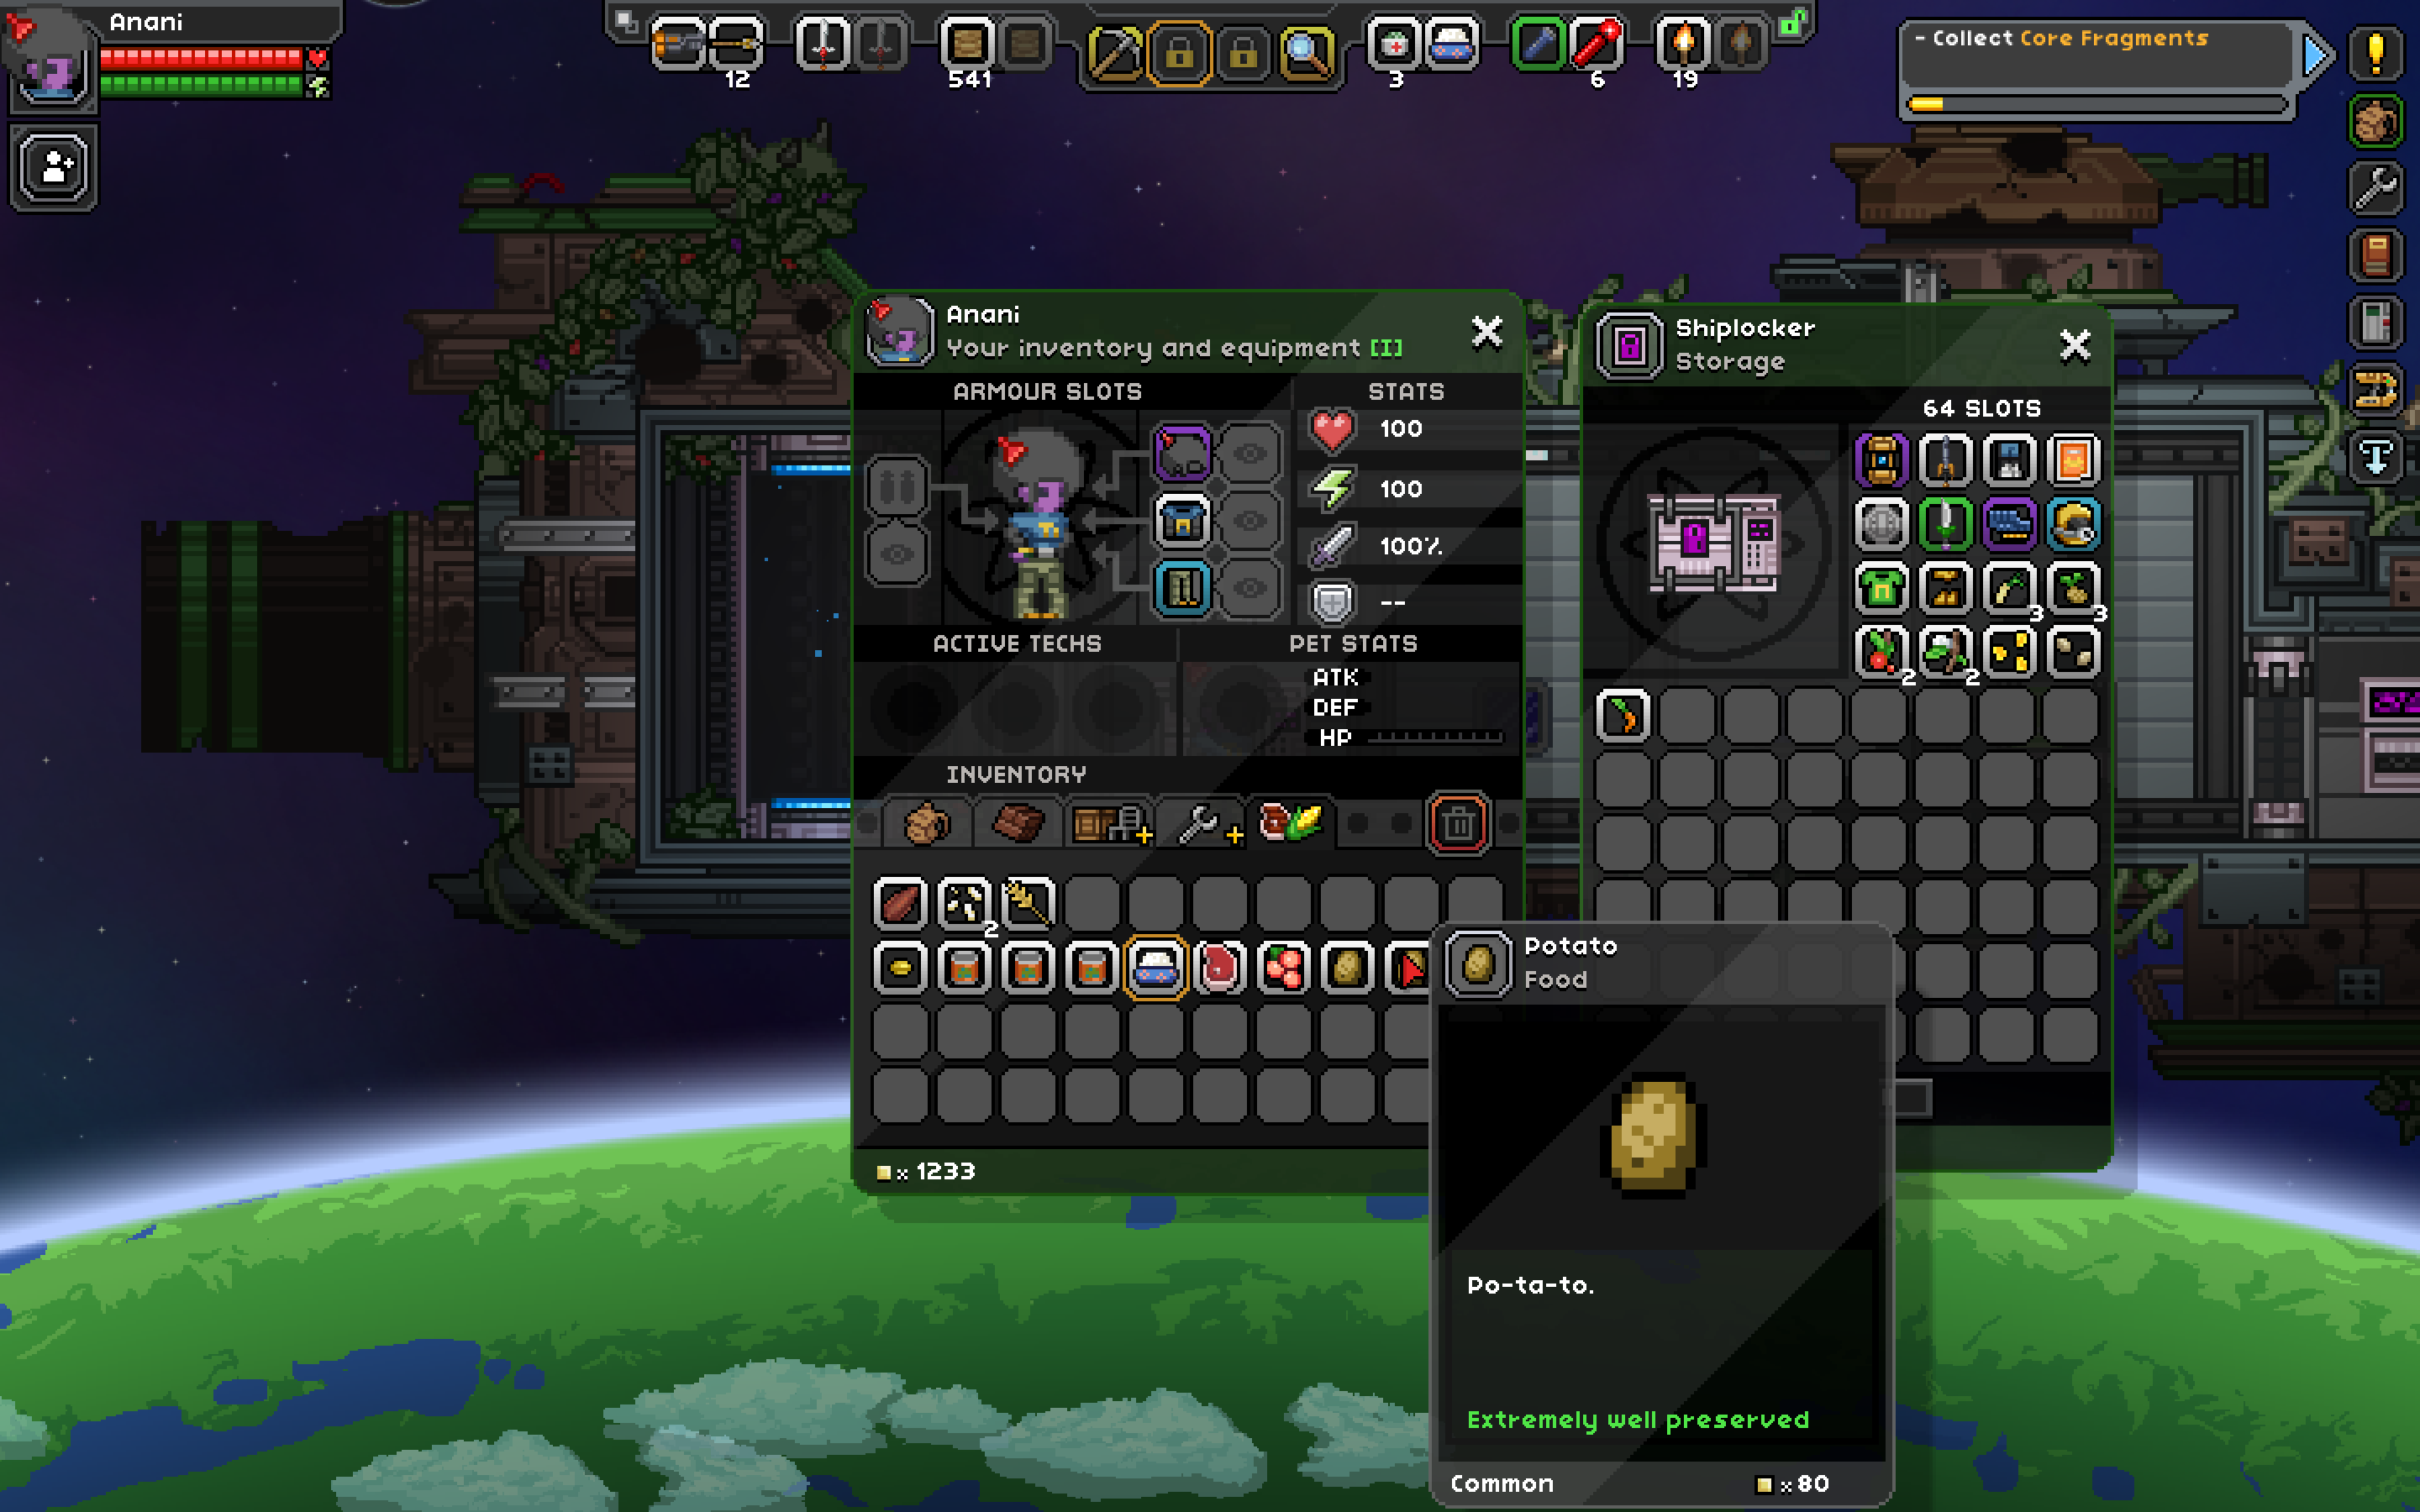 Anani
12
541
3
6
19
- Collect Core Fragments
Anani
Your inventory and equipment [I]
ARMOUR SLOTS
STATS
100
100
100%
--
ACTIVE TECHS
PET STATS
ATK
DEF
HP
INVENTORY
2
x 1233
Shiplocker
Storage
64 SLOTS
3
3
2
2
Potato
Food
Po-ta-to.
Extremely well preserved
Common
x80